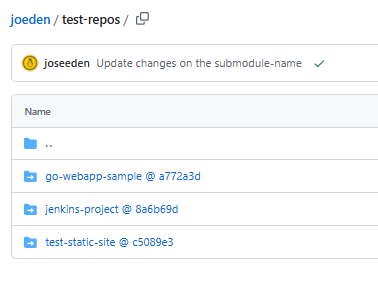 joeden / test-repos /
joseeden Update changes on the submodule-name
Name
..
go-webapp-sample @ a772a3d
jenkins-project @ 8a6b69d
test-static-site @ c5089e3